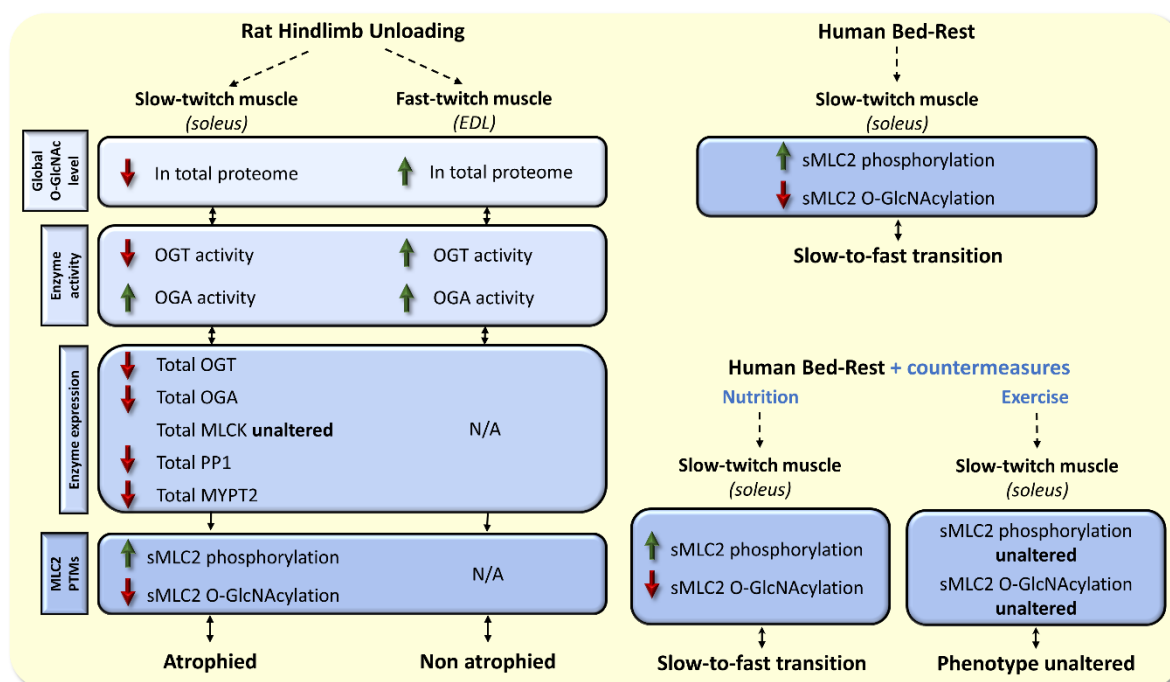 Rat Hindlimb Unloading
Slow-twitch muscle
(soleus)
Fast-twitch muscle
(EDL)
Global
O-GlcNAc
level
In total proteome
In total proteome
Enzyme
activity
OGT activity
OGA activity
OGT activity
OGA activity
Enzyme expression
Total OGT
Total OGA
Total MLCK unaltered
Total PP1
Total MYPT2
N/A
MLC2
PTMs
sMLC2 phosphorylation
sMLC2 O-GlcNAcylation
N/A
Atrophied
Non atrophied
Human Bed-Rest
Slow-twitch muscle
(soleus)
sMLC2 phosphorylation
sMLC2 O-GlcNAcylation
Slow-to-fast transition
Human Bed-Rest + countermeasures
Nutrition
Slow-twitch muscle
(soleus)
sMLC2 phosphorylation
sMLC2 O-GlcNAcylation
Slow-to-fast transition
Exercise
Slow-twitch muscle
(soleus)
sMLC2 phosphorylation
unaltered
sMLC2 O-GlcNAcylation
unaltered
Phenotype unaltered